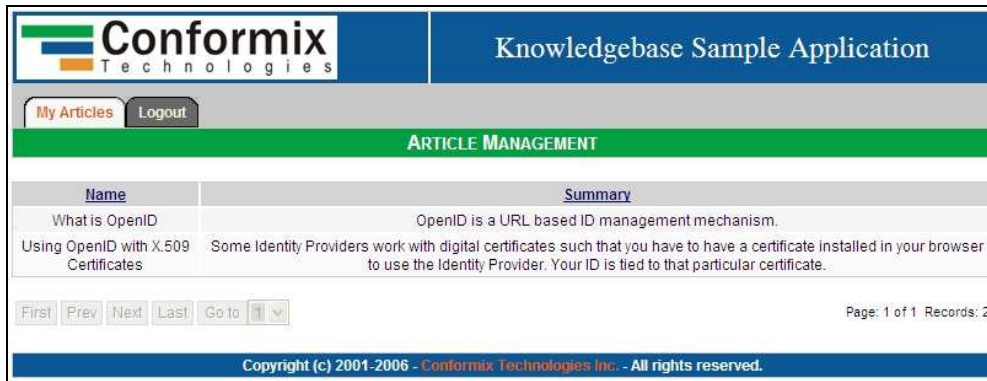 Conformix
Technologies
Knowledgebase Sample Application
My Articles Logout
ARTICLE MANAGEMENT
Name Summary
What is OpenID OpenID is a URL based ID management mechanism.
Using OpenID with X.509 Certificates Some Identity Providers work with digital certificates such that you have to have a certificate installed in your browser
to use the Identity Provider. Your ID is tied to that particular certificate.
First Prev Next Last Go to 1 Page: 1 of 1 Records: 2
Copyright (c) 2001-2006 - Conformix Technologies Inc. - All rights reserved.